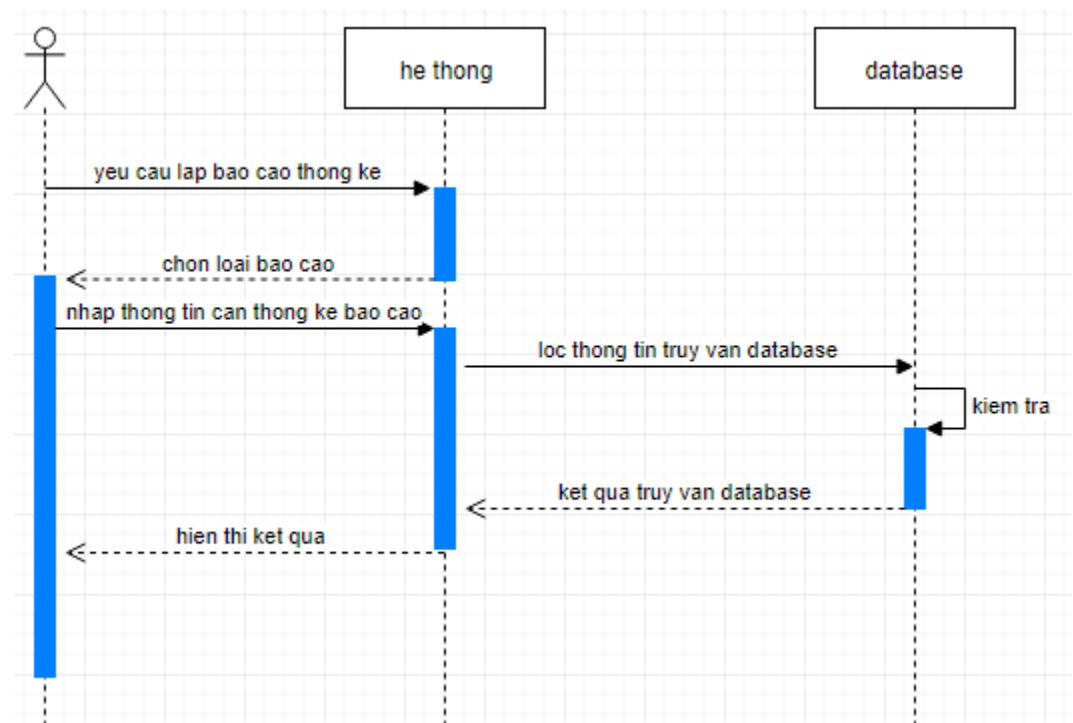 he thong
database
yeu cau lap bao cao thong ke
chon loai bao cao
nhap thong tin can thong ke bao cao
loc thong tin truy van database
kiem tra
ket qua truy van database
hien thi ket qua